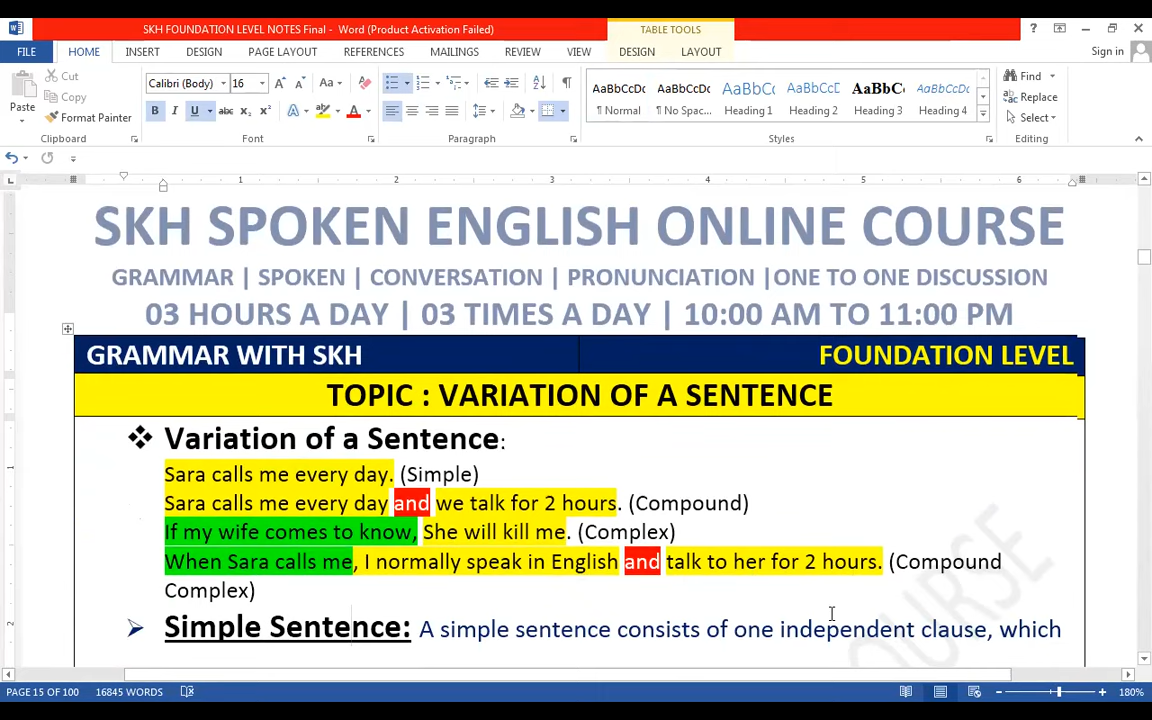 SKH FOUNDATION LEVEL NOTES Final - Word (Product Activation Failed)
TABLE TOOLS
FILE HOME INSERT DESIGN PAGE LAYOUT REFERENCES MAILINGS REVIEW VIEW DESIGN LAYOUT
Sign in
Paste
Cut
Copy
Format Painter
Clipboard
Calibri (Body) 16
Font
Paragraph
AaBbCcDc AaBbCcDc AaBbCc AaBbCcD AaBbC AaBbCcDc
¶ Normal ¶ No Spac... Heading 1 Heading 2 Heading 3 Heading 4
Styles
Find
Replace
Select
Editing
1 2 3 4 5 6
SKH SPOKEN ENGLISH ONLINE COURSE
GRAMMAR | SPOKEN | CONVERSATION | PRONUNCIATION |ONE TO ONE DISCUSSION
03 HOURS A DAY | 03 TIMES A DAY | 10:00 AM TO 11:00 PM
GRAMMAR WITH SKH FOUNDATION LEVEL
TOPIC : VARIATION OF A SENTENCE
❖ Variation of a Sentence:
Sara calls me every day. (Simple)
Sara calls me every day and we talk for 2 hours. (Compound)
If my wife comes to know, She will kill me. (Complex)
When Sara calls me, I normally speak in English and talk to her for 2 hours. (Compound
Complex)
➢ Simple Sentence: A simple sentence consists of one independent clause, which
OURSE
PAGE 15 OF 100 16845 WORDS 180%